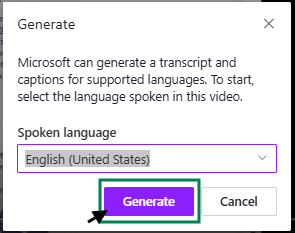 Generate
Microsoft can generate a transcript and
captions for supported languages. To start,
select the language spoken in this video.
Spoken language
English (United States)
Generate
Cancel